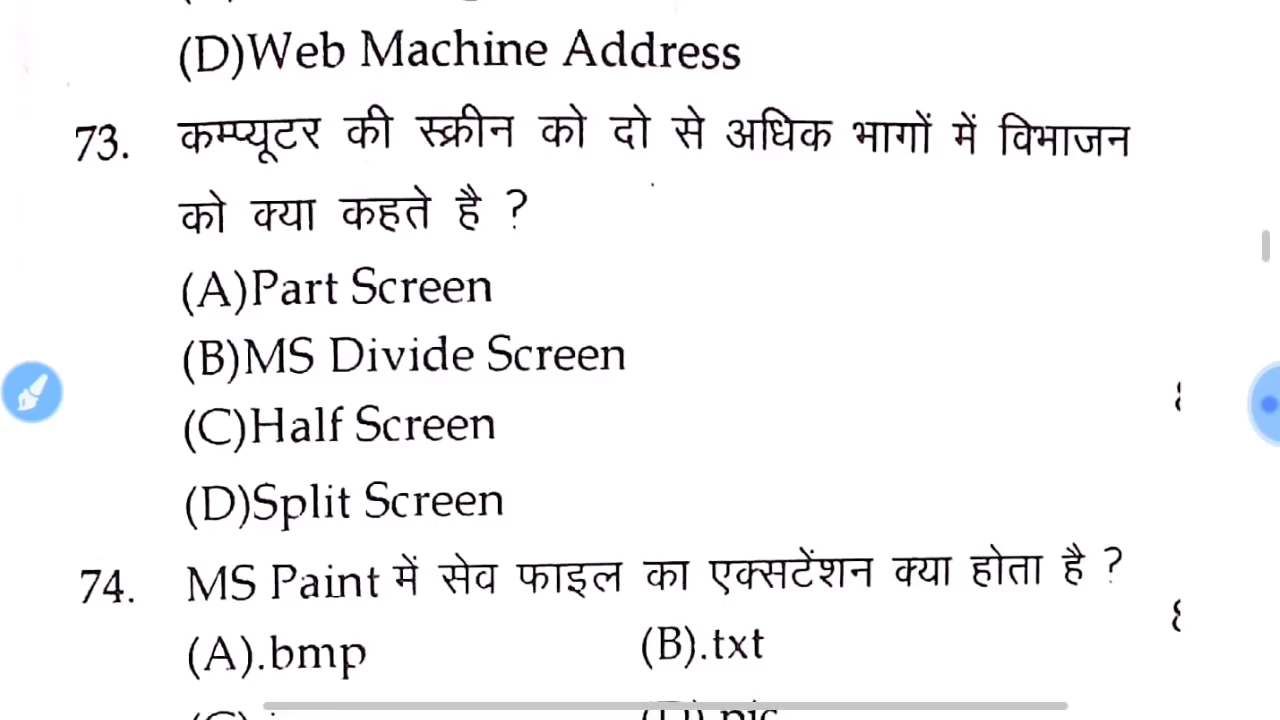 (D)Web Machine Address
73. कम्प्यूटर की स्क्रीन को दो से अधिक भागों में विभाजन
को क्या कहते है ?
(A)Part Screen
(B)MS Divide Screen
(C)Half Screen
(D)Split Screen
74. MS Paint में सेव फाइल का एक्सटेंशन क्या होता है ?
(A).bmp (B).txt